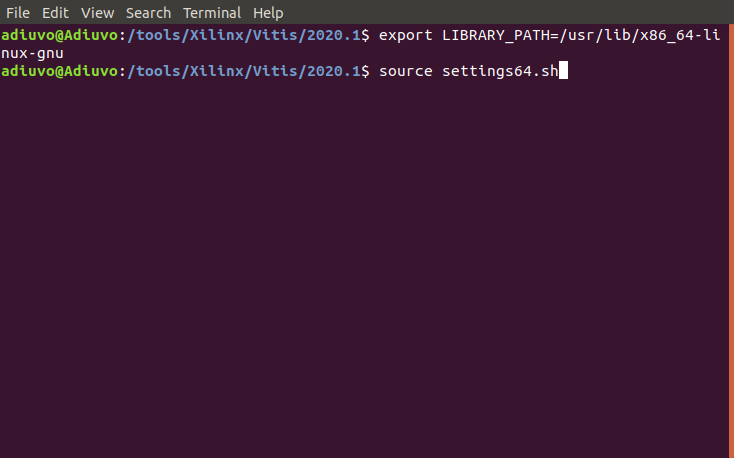 File Edit View Search Terminal Help
adiuvo@Adiuvo:/tools/Xilinx/Vitis/2020.1$ export LIBRARY_PATH=/usr/lib/x86_64-li
nux-gnu
adiuvo@Adiuvo:/tools/Xilinx/Vitis/2020.1$ source settings64.sh